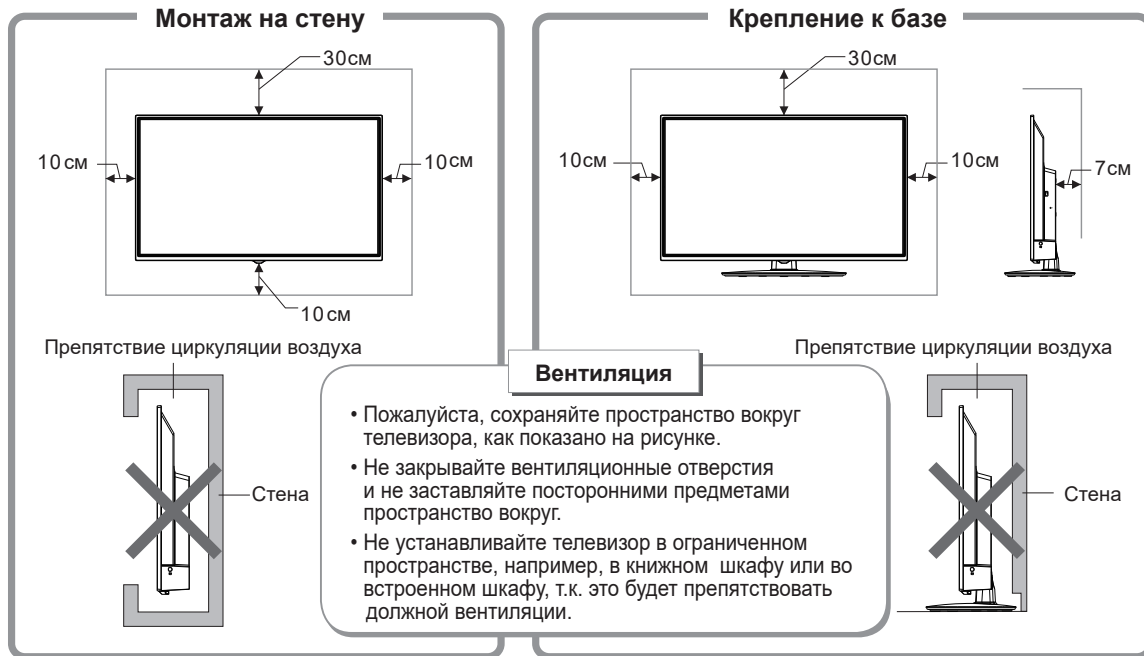 Монтаж на стену
30см
10см
10см
10см
Препятствие циркуляции воздуха
Стена
Крепление к базе
30см
10см
10см
7см
Препятствие циркуляции воздуха
Стена
Вентиляция
• Пожалуйста, сохраняйте пространство вокруг
телевизора, как показано на рисунке.
• Не закрывайте вентиляционные отверстия
и не заставляйте посторонними предметами
пространство вокруг.
• Не устанавливайте телевизор в ограниченном
пространстве, например, в книжном шкафу или во
встроенном шкафу, т.к. это будет препятствовать
должной вентиляции.